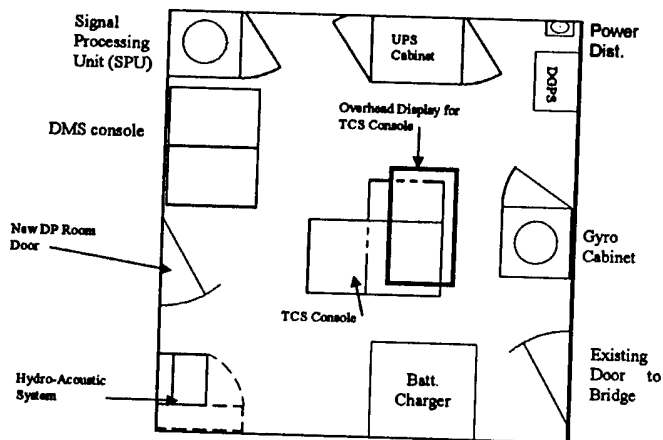 Signal
Processing
Unit (SPU)
UPS
Cabinet
Power
Dist.
DGPS
Overhead Display for
TCS Console
DMS console
New DP Room
Door
Gyro
Cabinet
TCS Console
Hydro-Acoustic
System
Batt.
Charger
Existing
Door to
Bridge